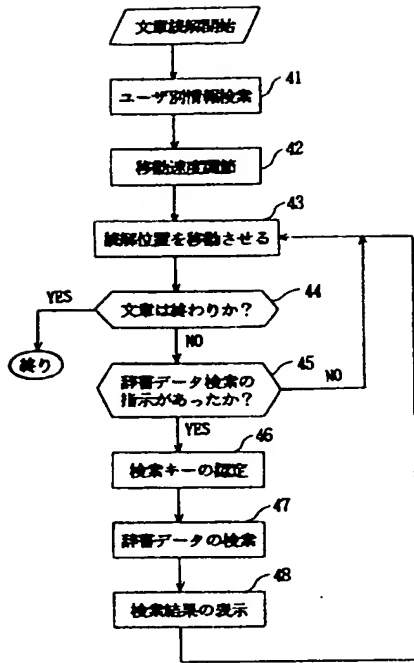 文章読解開始
41
ユーザ別情報検索
42
移動速度調節
43
読解位置を移動させる
44
YES
文章は終わりか?
NO
終り
45
辞書データ検索の
指示があったか?
NO
YES
46
検索キーの認定
47
辞書データの検索
48
検索結果の表示